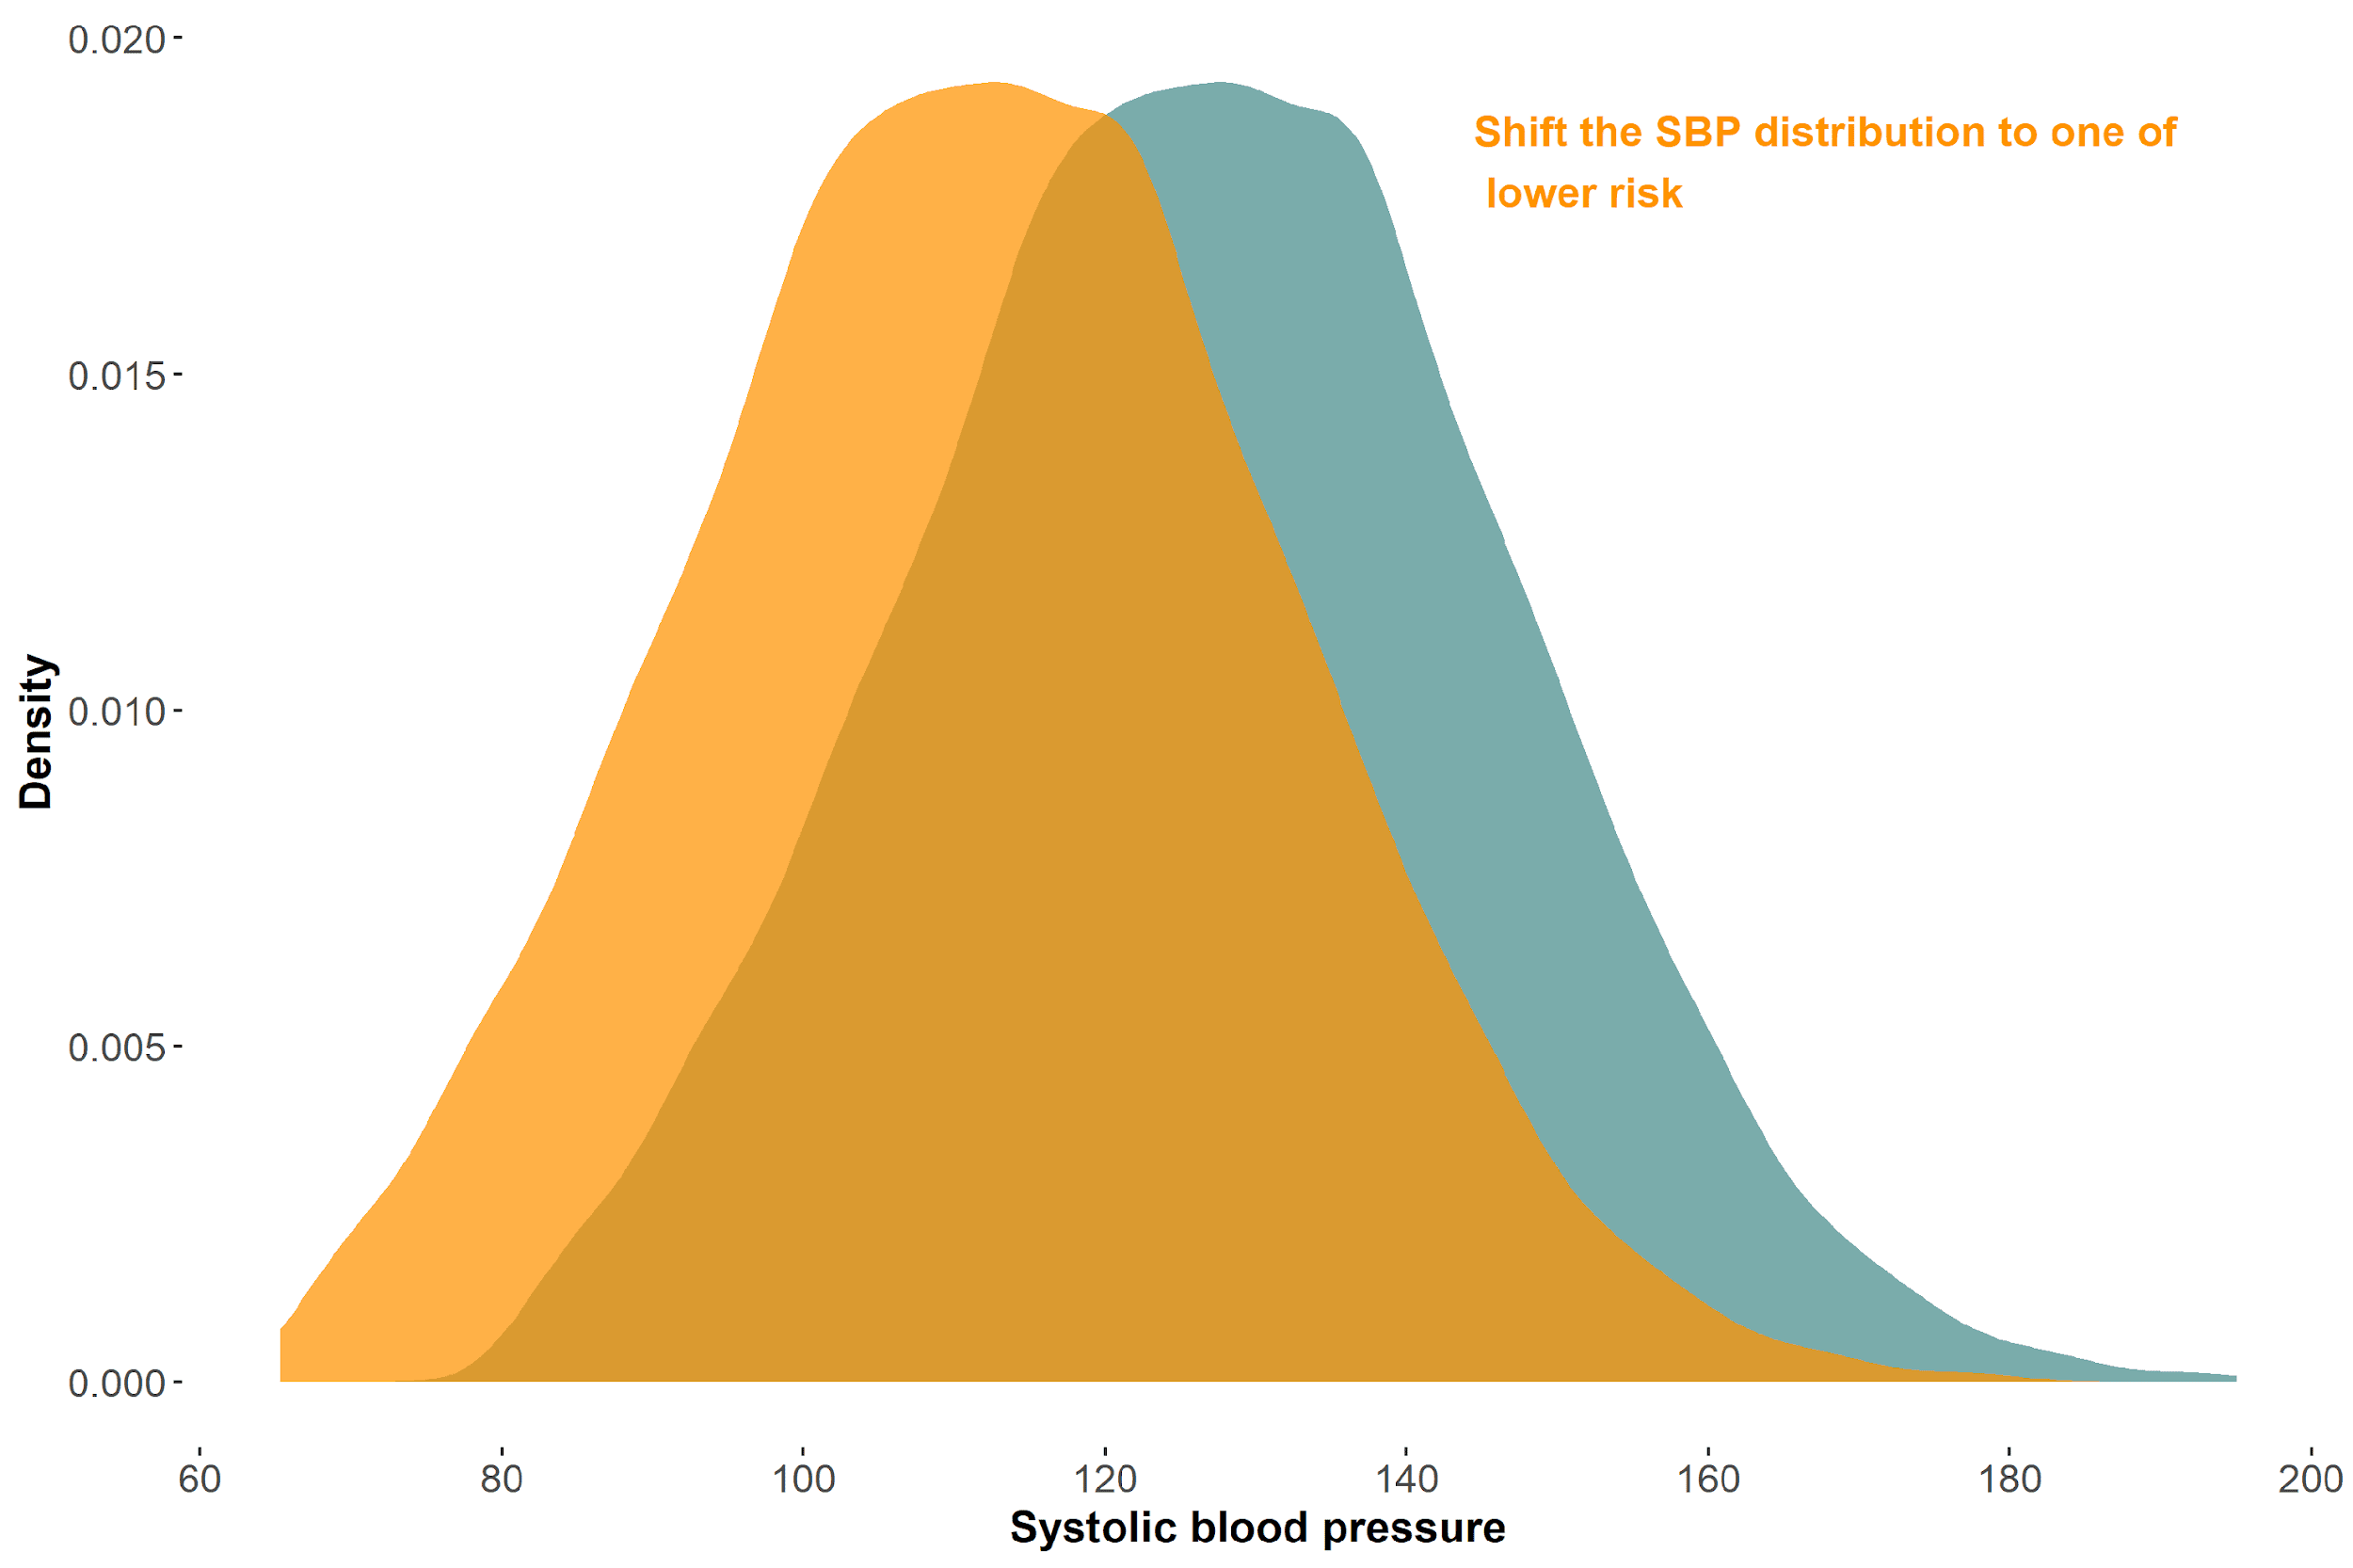 0.020
Shift the SBP distribution to one of
lower risk
0.015
0.010
Density
0.005
0.000
60 80 100 120 140 160 180 200
Systolic blood pressure